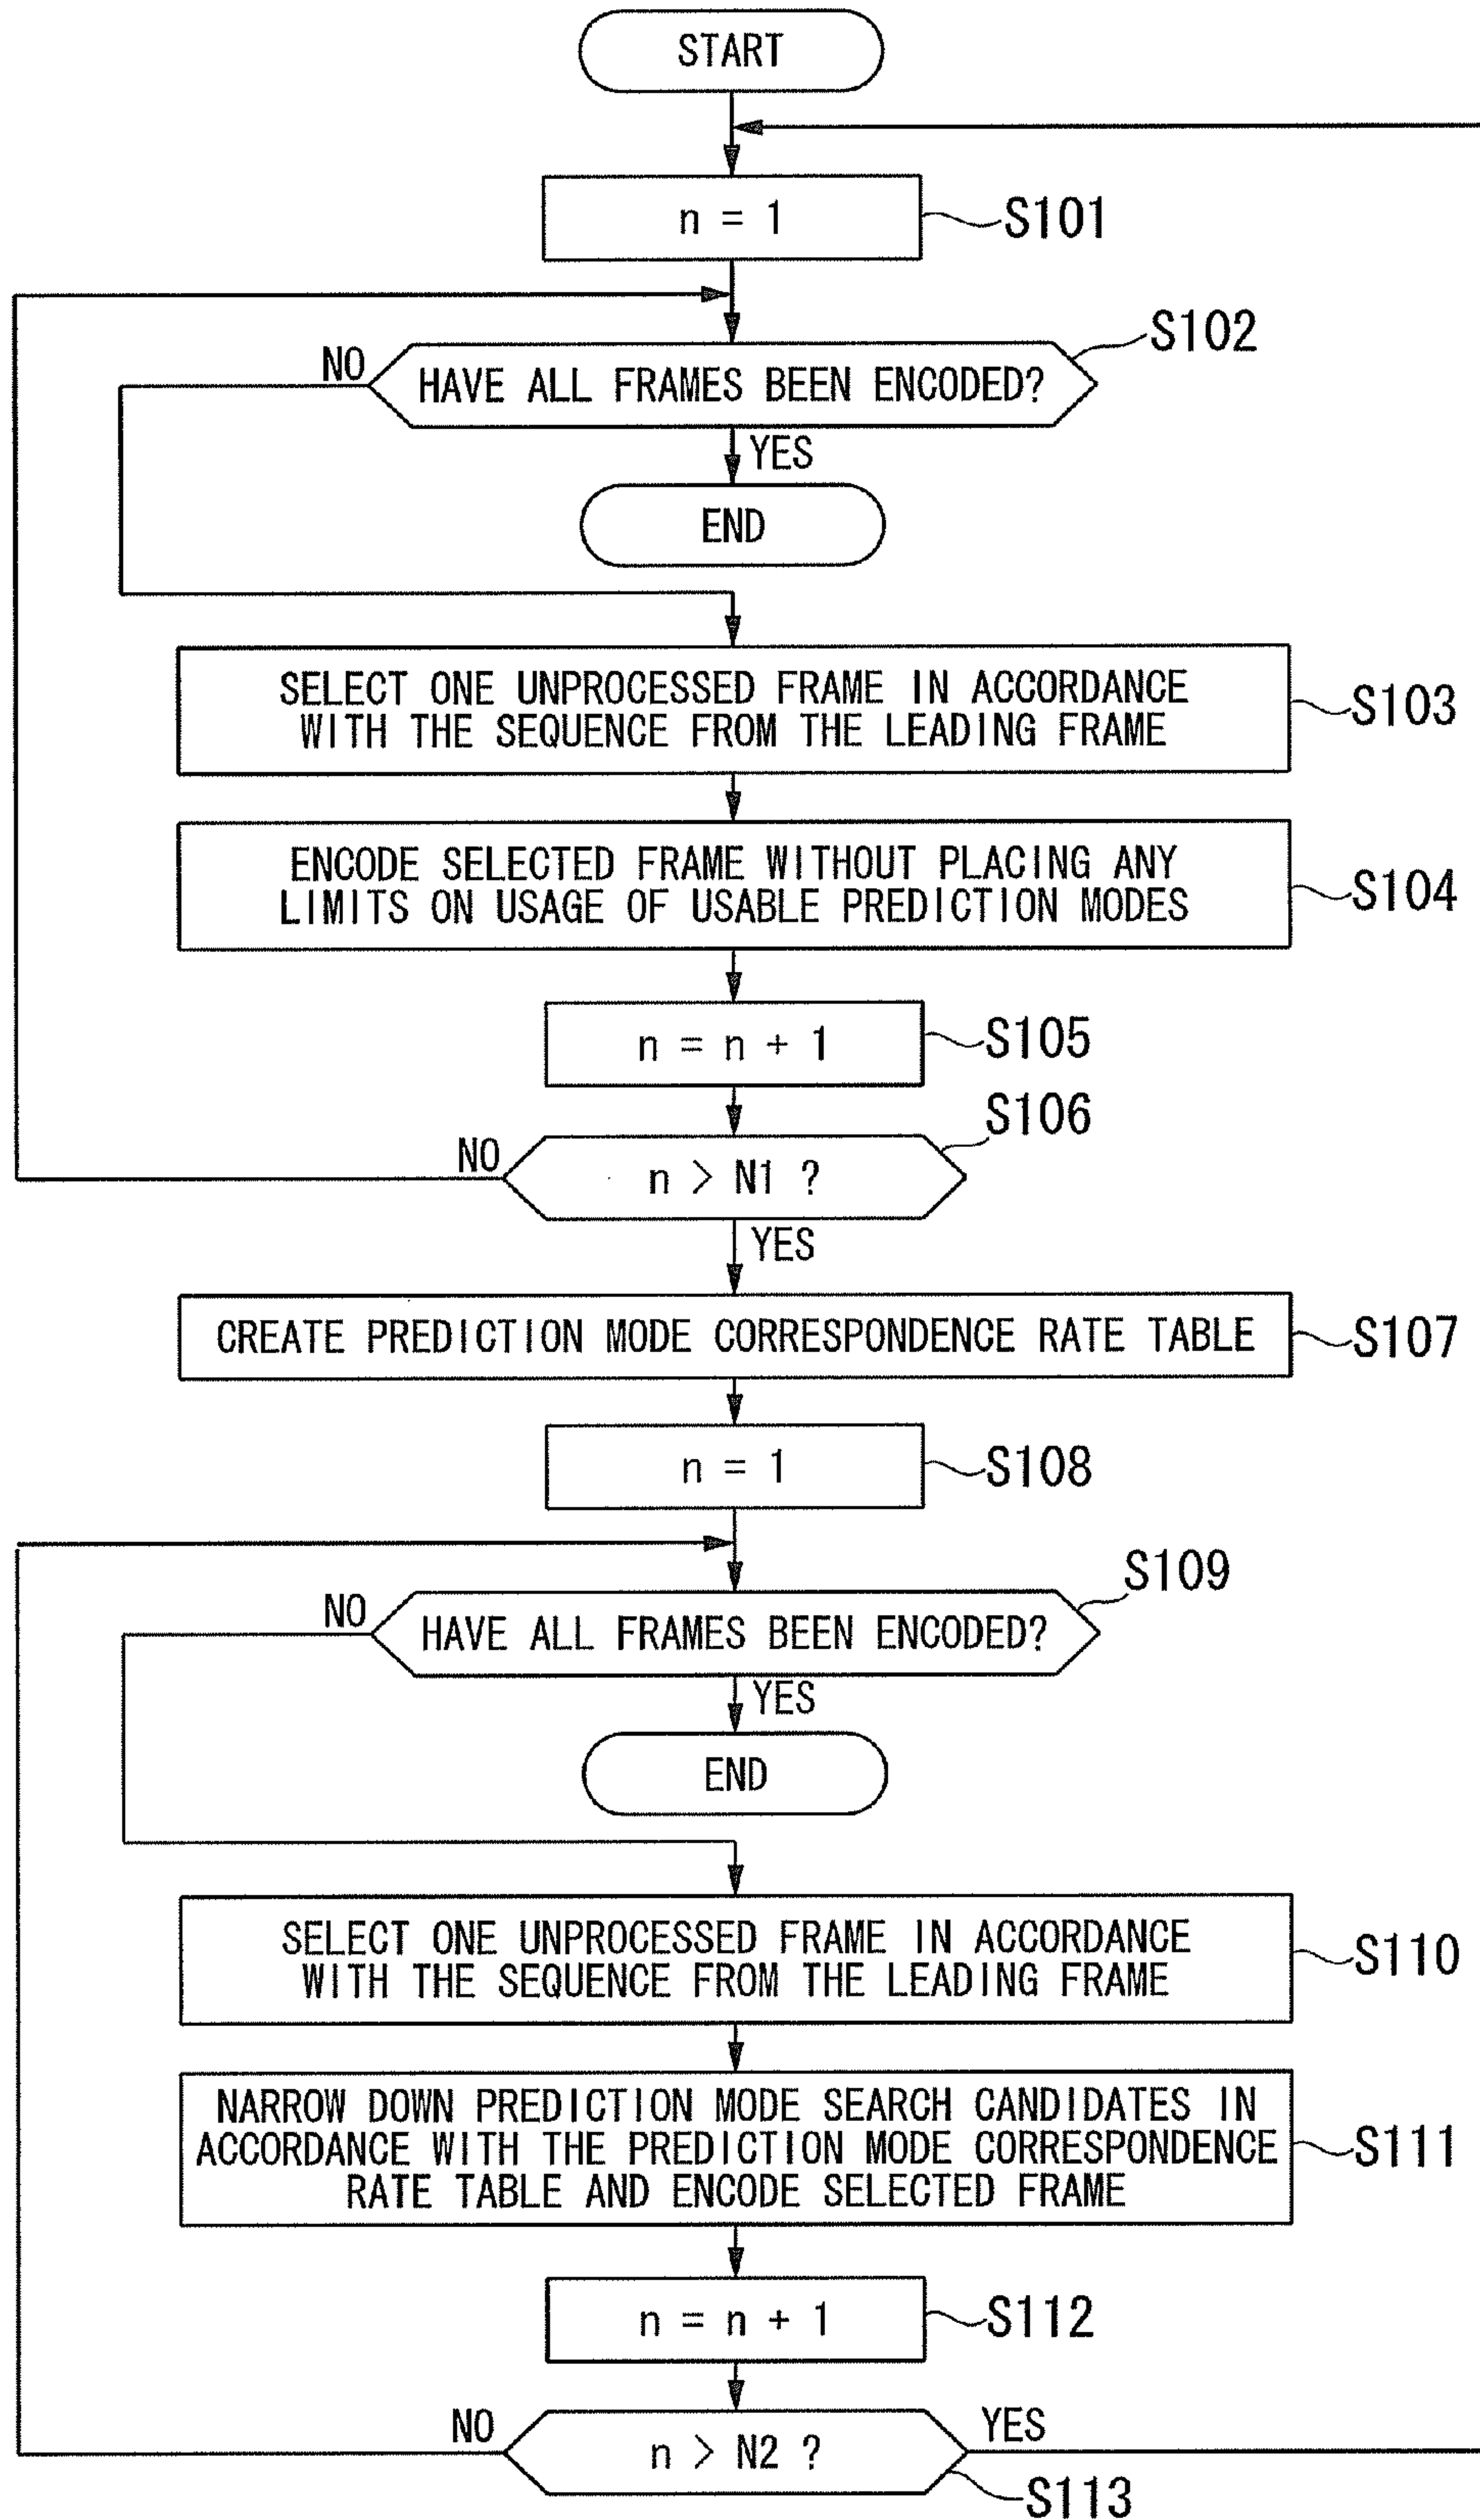 START
n = 1
S101
S102
NO
HAVE ALL FRAMES BEEN ENCODED?
YES
END
SELECT ONE UNPROCESSED FRAME IN ACCORDANCE
WITH THE SEQUENCE FROM THE LEADING FRAME
S103
ENCODE SELECTED FRAME WITHOUT PLACING ANY
LIMITS ON USAGE OF USABLE PREDICTION MODES
S104
n = n + 1
S105
S106
NO
n > N1 ?
YES
CREATE PREDICTION MODE CORRESPONDENCE RATE TABLE
S107
n = 1
S108
S109
NO
HAVE ALL FRAMES BEEN ENCODED?
YES
END
SELECT ONE UNPROCESSED FRAME IN ACCORDANCE
WITH THE SEQUENCE FROM THE LEADING FRAME
S110
NARROW DOWN PREDICTION MODE SEARCH CANDIDATES IN
ACCORDANCE WITH THE PREDICTION MODE CORRESPONDENCE
RATE TABLE AND ENCODE SELECTED FRAME
S111
n = n + 1
S112
NO
n > N2 ?
YES
S113